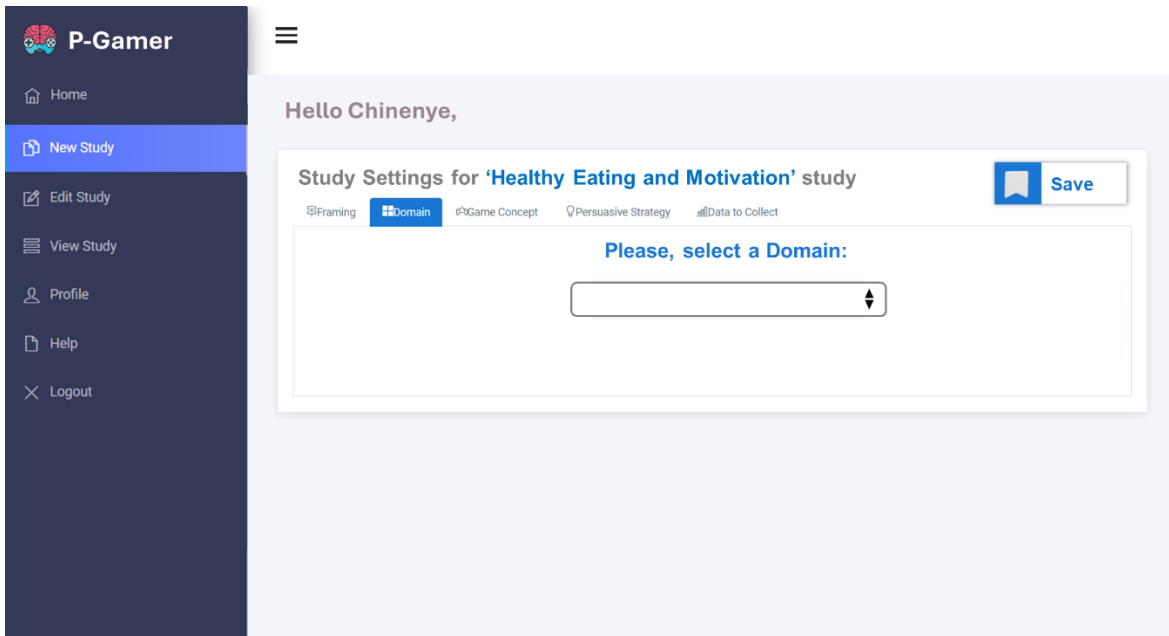 P-Gamer
Home
New Study
Edit Study
View Study
Profile
Help
Logout
Hello Chinenye,
Study Settings for ‘Healthy Eating and Motivation’ study
Save
Framing Domain Game Concept Persuasive Strategy Data to Collect
Please, select a Domain: